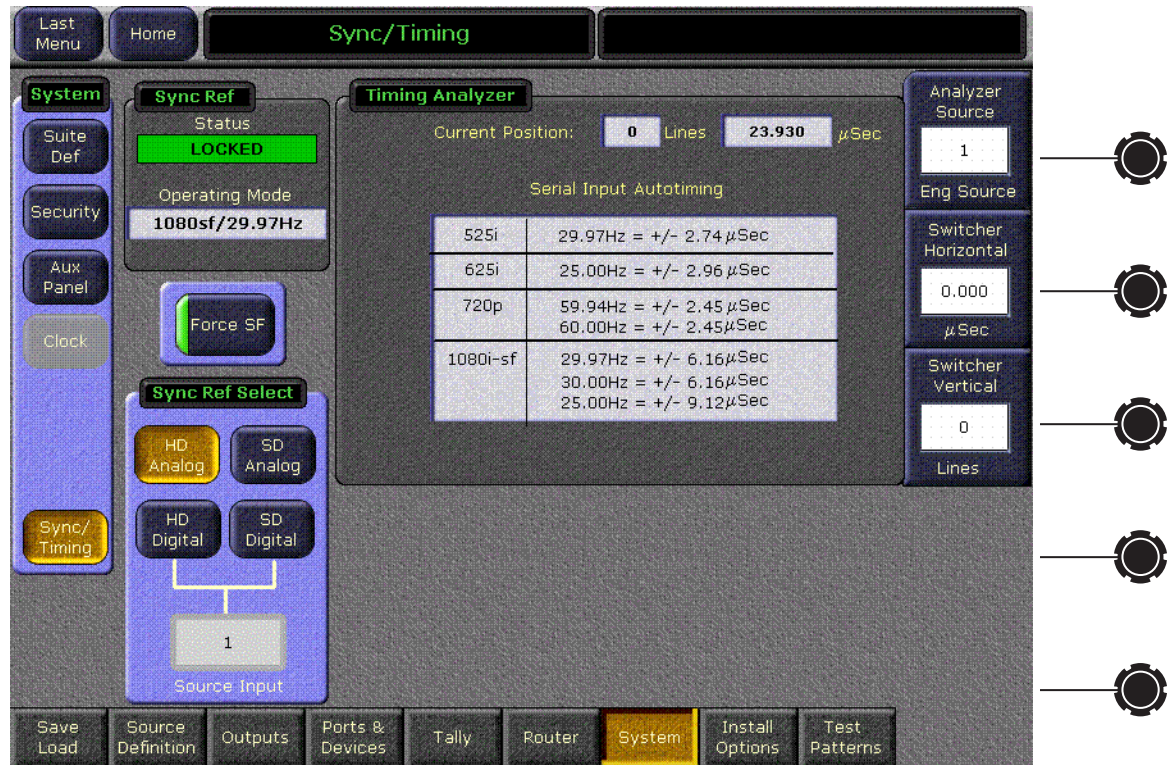 Last
Menu
Home
Sync/Timing
System
Suite
Def
Security
Aux
Panel
Clock
Sync/
Timing
Sync Ref
Status
LOCKED
Operating Mode
1080sf/29.97Hz
Force SF
Sync Ref Select
HD
Analog
SD
Analog
HD
Digital
SD
Digital
1
Source Input
Timing Analyzer
Current Position: 0 Lines 23.930 μSec
Serial Input Autotiming
525i 29.97Hz = +/- 2.74μSec
625i 25.00Hz = +/- 2.96μSec
720p 59.94Hz = +/- 2.45μSec
60.00Hz = +/- 2.45μSec
1080i-sf 29.97Hz = +/- 6.16μSec
30.00Hz = +/- 6.16μSec
25.00Hz = +/- 9.12μSec
Analyzer
Source
1
Eng Source
Switcher
Horizontal
0.000
μSec
Switcher
Vertical
0
Lines
Save
Load
Source
Definition
Outputs
Ports &
Devices
Tally
Router
System
Install
Options
Test
Patterns